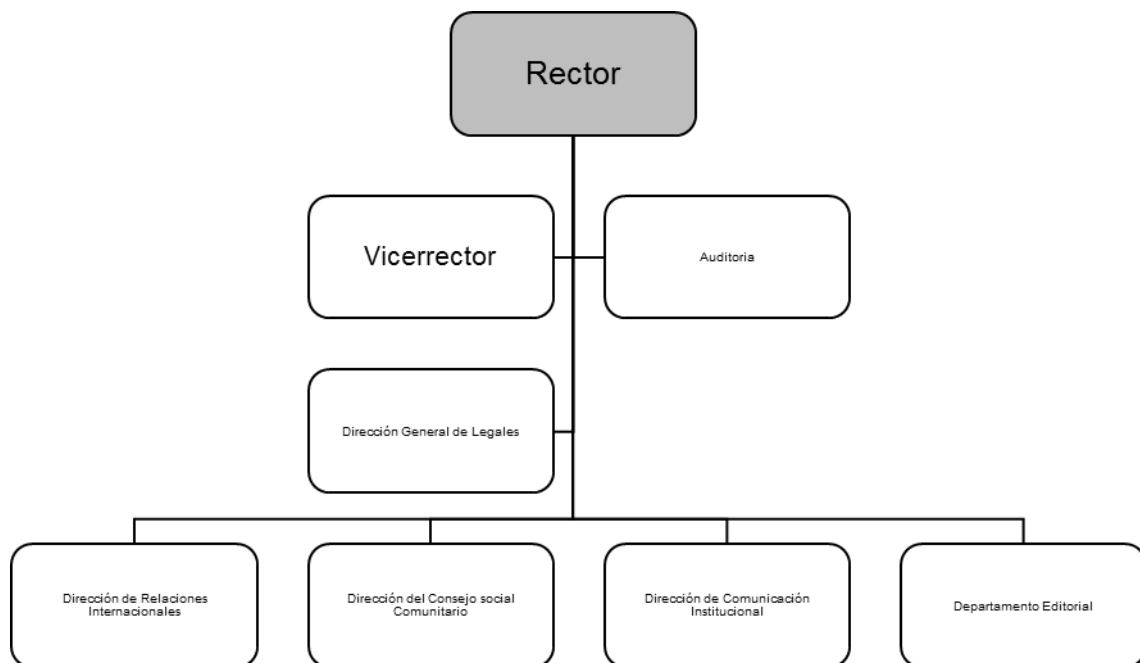 Rector
Vicerrector
Auditoria
Dirección General de Legales
Dirección de Relaciones
Internacionales
Dirección del Consejo social
Comunitario
Dirección de Comunicación
Institucional
Departamento Editorial